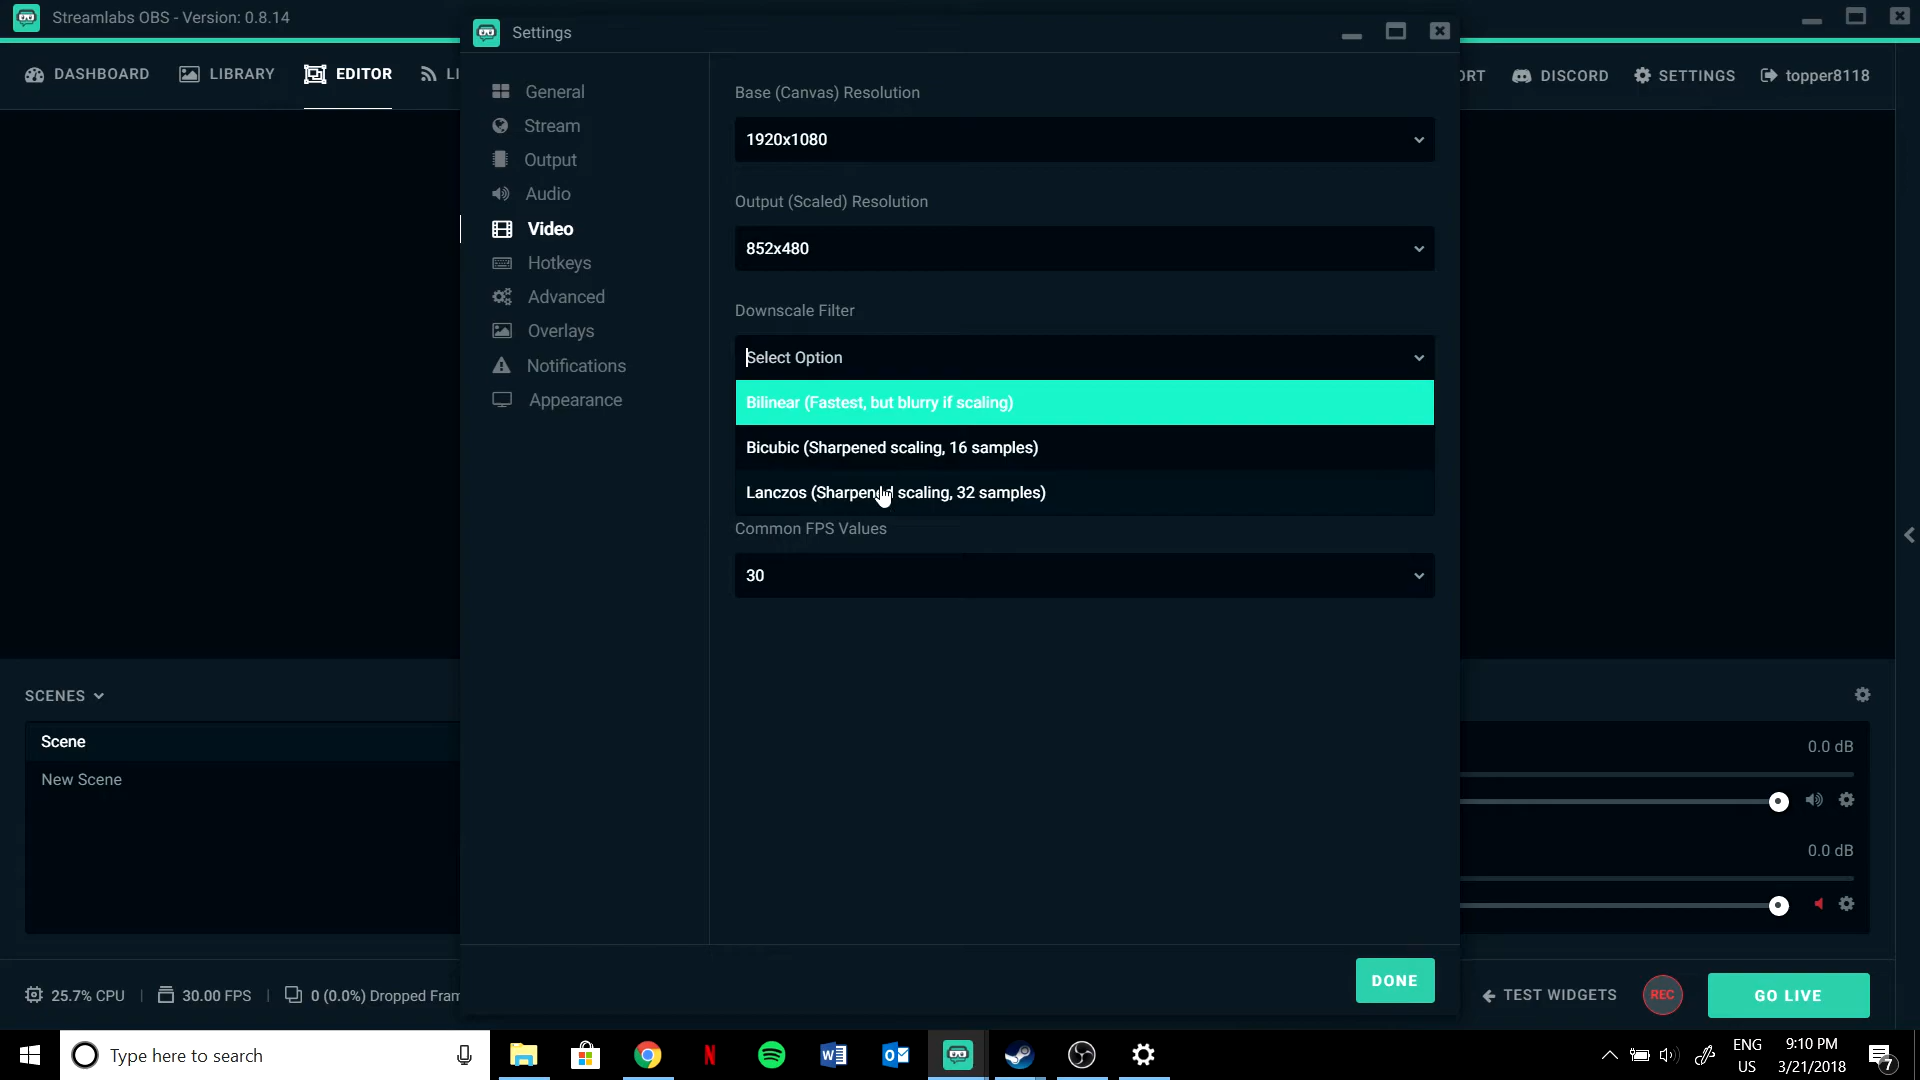 Streamlabs OBS - Version: 0.8.14
DASHBOARD
LIBRARY
EDITOR
LI
ORT
DISCORD
SETTINGS
topper8118
Settings
General
Stream
Output
Audio
Video
Hotkeys
Advanced
Overlays
Notifications
Appearance
Base (Canvas) Resolution
1920x1080
Output (Scaled) Resolution
852x480
Downscale Filter
Select Option
Bilinear (Fastest, but blurry if scaling)
Bicubic (Sharpened scaling, 16 samples)
Lanczos (Sharpened scaling, 32 samples)
Common FPS Values
30
DONE
SCENES
Scene
New Scene
0.0 dB
0.0 dB
25.7% CPU
30.00 FPS
0 (0.0%) Dropped Fram
TEST WIDGETS
REC
GO LIVE
Type here to search
N
W
O
ENG
US
9:10 PM
3/21/2018
7